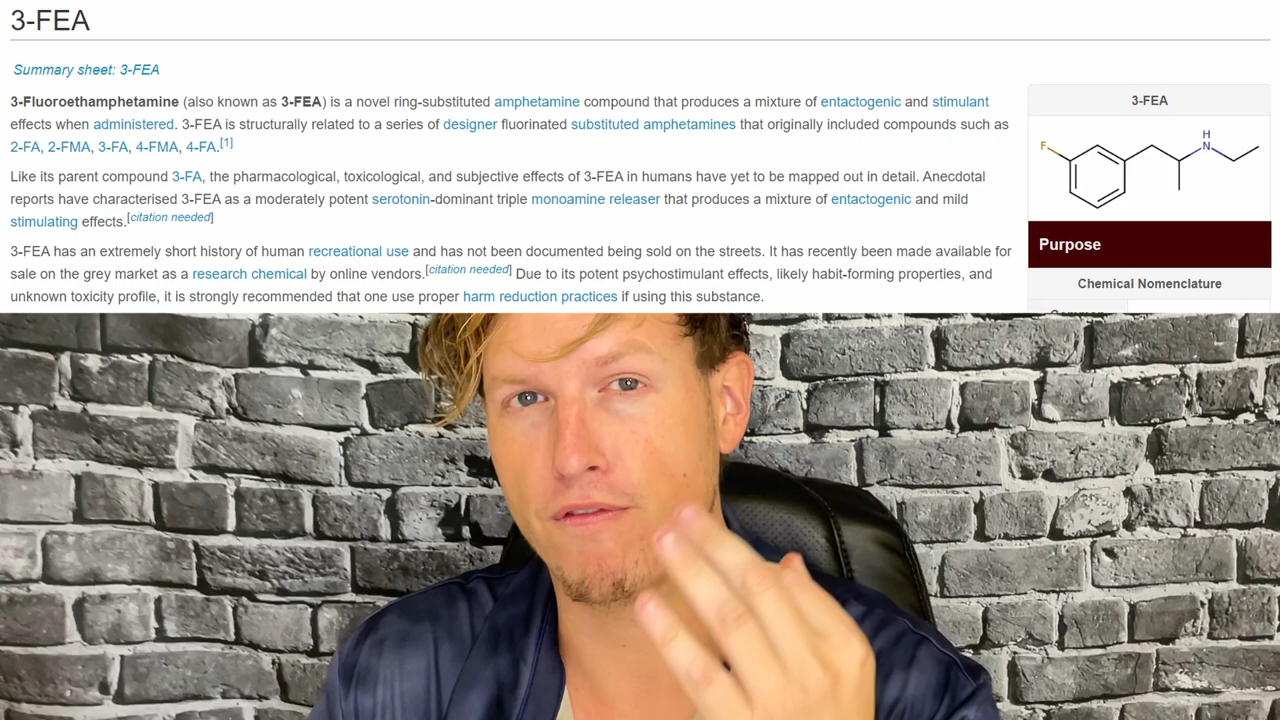 3-FEA
Summary sheet: 3-FEA
3-Fluoroethamphetamine (also known as 3-FEA) is a novel ring-substituted amphetamine compound that produces a mixture of entactogenic and stimulant
effects when administered. 3-FEA is structurally related to a series of designer fluorinated substituted amphetamines that originally included compounds such as
2-FA, 2-FMA, 3-FA, 4-FMA, 4-FA.[1]
Like its parent compound 3-FA, the pharmacological, toxicological, and subjective effects of 3-FEA in humans have yet to be mapped out in detail. Anecdotal
reports have characterised 3-FEA as a moderately potent serotonin-dominant triple monoamine releaser that produces a mixture of entactogenic and mild
stimulating effects.[citation needed]
3-FEA has an extremely short history of human recreational use and has not been documented being sold on the streets. It has recently been made available for
sale on the grey market as a research chemical by online vendors.[citation needed] Due to its potent psychostimulant effects, likely habit-forming properties, and
unknown toxicity profile, it is strongly recommended that one use proper harm reduction practices if using this substance.
3-FEA
F
H
N
Purpose
Chemical Nomenclature